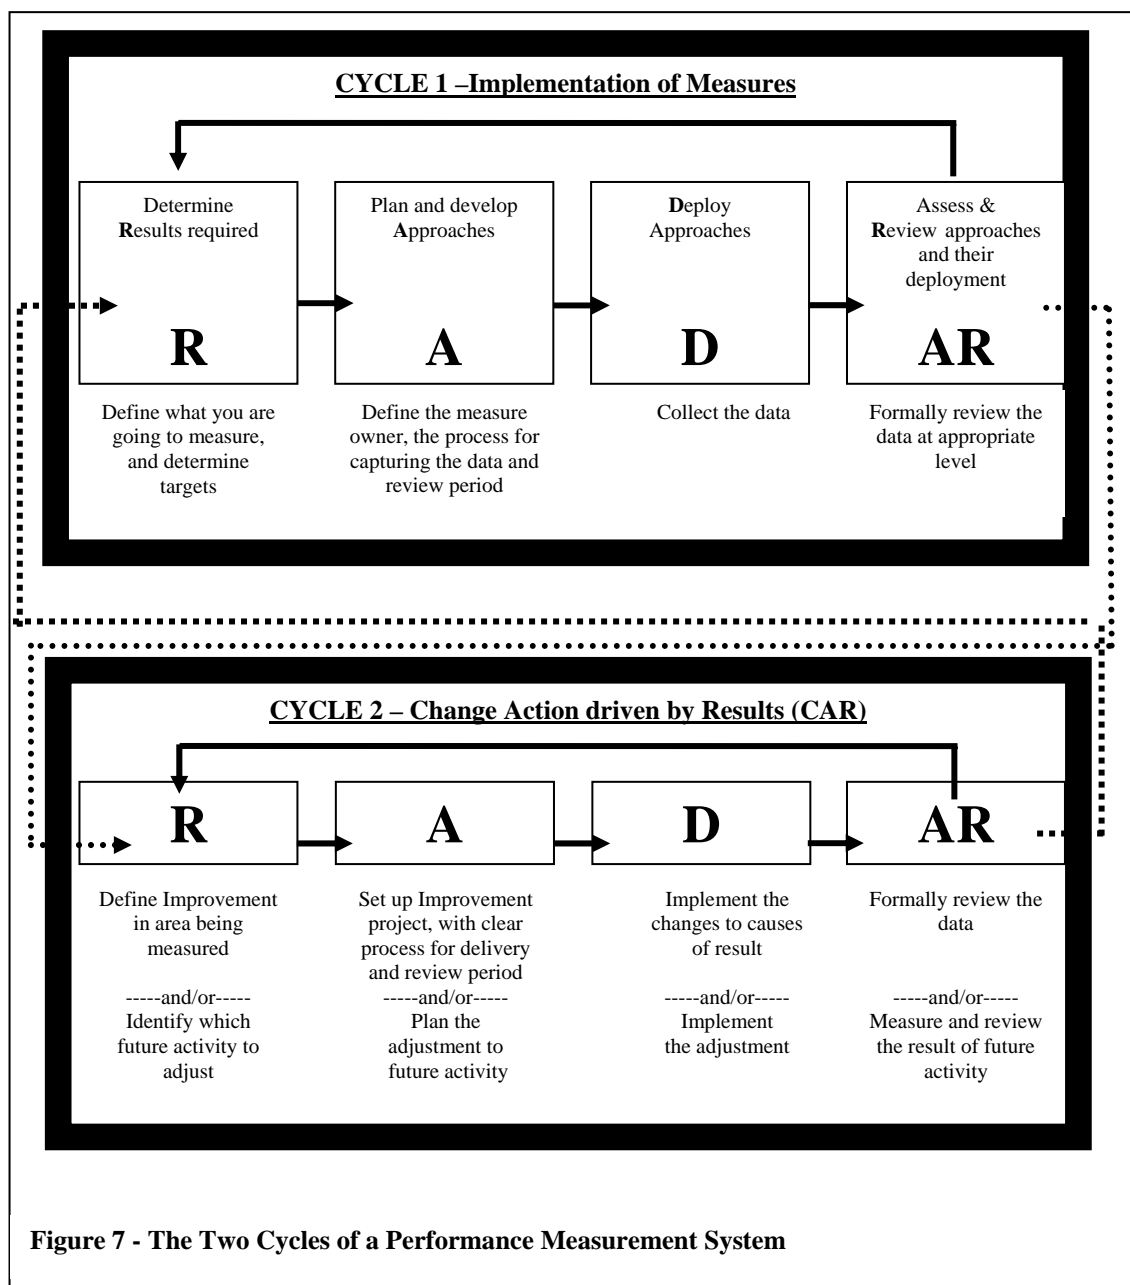 CYCLE 1 –Implementation of Measures
Determine
Results required
R
Define what you are
going to measure,
and determine
targets
Plan and develop
Approaches
A
Define the measure
owner, the process for
capturing the data and
review period
Deploy
Approaches
D
Collect the data
Assess &
Review approaches
and their
deployment
AR
Formally review the
data at appropriate
level
CYCLE 2 – Change Action driven by Results (CAR)
R
Define Improvement
in area being
measured
-----and/or-----
Identify which
future activity to
adjust
A
Set up Improvement
project, with clear
process for delivery
and review period
-----and/or-----
Plan the
adjustment to
future activity
D
Implement the
changes to causes
of result
-----and/or-----
Implement
the adjustment
AR
Formally review the
data
-----and/or-----
Measure and review
the result of future
activity
Figure 7 - The Two Cycles of a Performance Measurement System